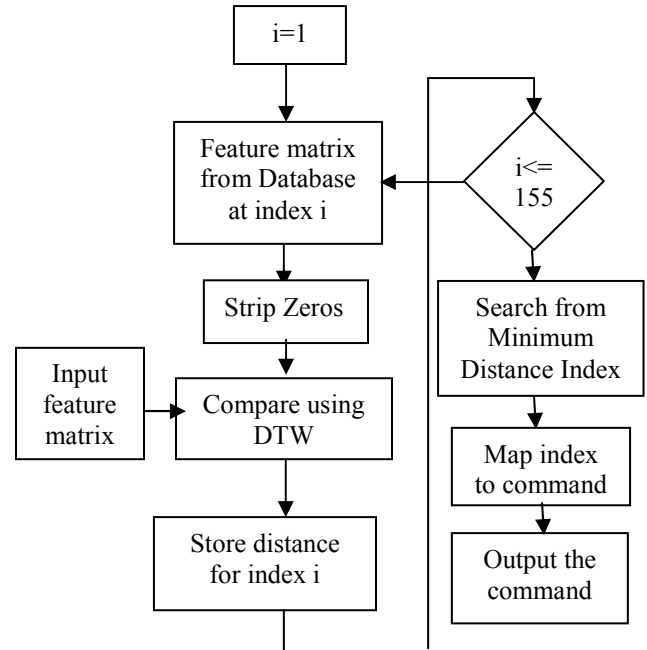 i=1
Feature matrix
from Database
at index i
Strip Zeros
Input
feature
matrix
Compare using
DTW
Store distance
for index i
i<=
155
Search from
Minimum
Distance Index
Map index
to command
Output the
command